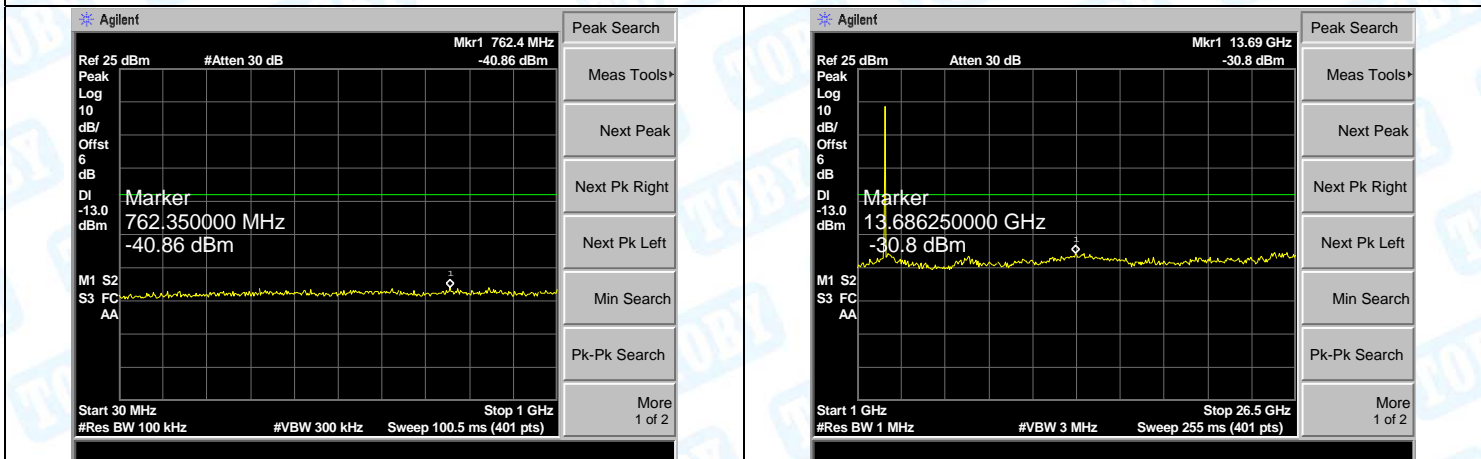 Agilent
Peak Search
Mkr1 762.4 MHz
Ref 25 dBm #Atten 30 dB -40.86 dBm
Peak
Log
10
dB/
Offst
6
dB
DI
-13.0
dBm
Marker
762.350000 MHz
-40.86 dBm
1
M1 S2
S3 FC
AA
Start 30 MHz Stop 1 GHz
#Res BW 100 kHz #VBW 300 kHz Sweep 100.5 ms (401 pts)
Meas Tools
Next Peak
Next Pk Right
Next Pk Left
Min Search
Pk-Pk Search
More
1 of 2
Agilent
Peak Search
Mkr1 13.69 GHz
Ref 25 dBm Atten 30 dB -30.8 dBm
Peak
Log
10
dB/
Offst
6
dB
DI
-13.0
dBm
Marker
13.686250000 GHz
-30.8 dBm
1
M1 S2
S3 FC
AA
Start 1 GHz Stop 26.5 GHz
#Res BW 1 MHz #VBW 3 MHz Sweep 255 ms (401 pts)
Meas Tools
Next Peak
Next Pk Right
Next Pk Left
Min Search
Pk-Pk Search
More
1 of 2
TOBY